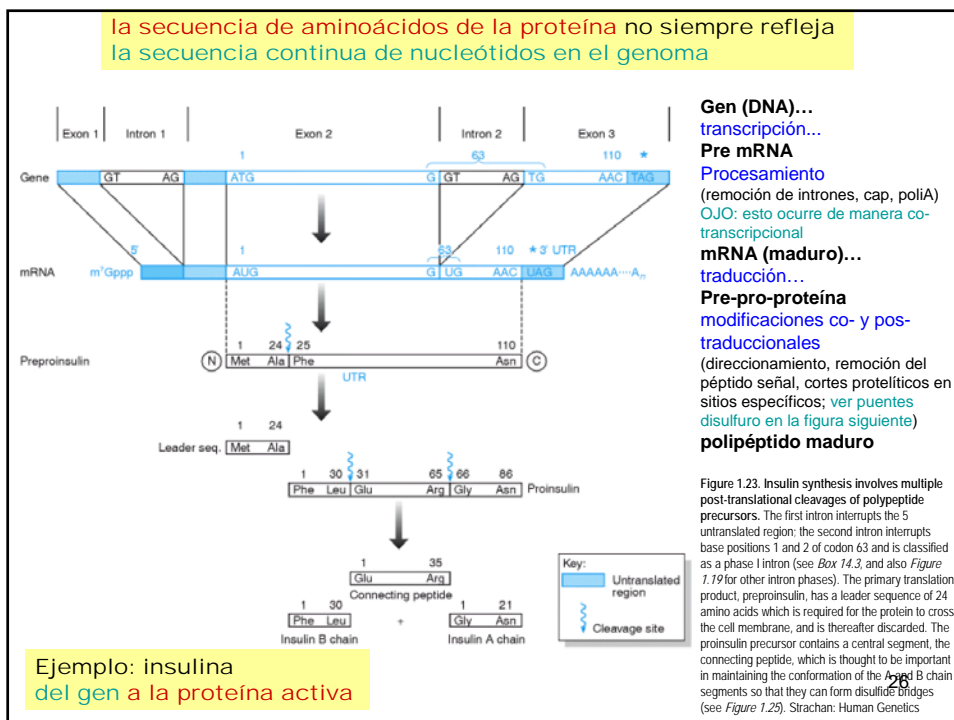 la secuencia de aminoácidos de la proteína no siempre refleja
la secuencia continua de nucleótidos en el genoma
Exon 1 Intron 1 Exon 2 Intron 2 Exon 3
1 63 110 *
Gene GT AG ATG G GT AG TG AAC TAG
5' 1 63 110 * 3' UTR
mRNA m⁷Gppp AUG G UG AAC UAG AAAAAA····Aₙ
1 24 25 110
Preproinsulin N Met Ala Phe Asn C
UTR
1 24
Leader seq. Met Ala
1 30 31 65 66 86
Phe Leu Glu Arg Gly Asn Proinsulin
1 35
Glu Arg
Connecting peptide
1 30 1 21
Phe Leu + Gly Asn
Insulin B chain Insulin A chain
Key:
Untranslated
region
Cleavage site
Ejemplo: insulina
del gen a la proteína activa
Gen (DNA)…
transcripción...
Pre mRNA
Procesamiento
(remoción de intrones, cap, poliA)
OJO: esto ocurre de manera co-
transcripcional
mRNA (maduro)…
traducción…
Pre-pro-proteína
modificaciones co- y pos-
traduccionales
(direccionamiento, remoción del
péptido señal, cortes protelíticos en
sitios específicos; ver puentes
disulfuro en la figura siguiente)
polipéptido maduro
Figure 1.23. Insulin synthesis involves multiple
post-translational cleavages of polypeptide
precursors. The first intron interrupts the 5
untranslated region; the second intron interrupts
base positions 1 and 2 of codon 63 and is classified
as a phase I intron (see Box 14.3, and also Figure
1.19 for other intron phases). The primary translation
product, preproinsulin, has a leader sequence of 24
amino acids which is required for the protein to cross
the cell membrane, and is thereafter discarded. The
proinsulin precursor contains a central segment, the
connecting peptide, which is thought to be important
in maintaining the conformation of the A and B chain
segments so that they can form disulfide bridges
(see Figure 1.25). Strachan: Human Genetics
26